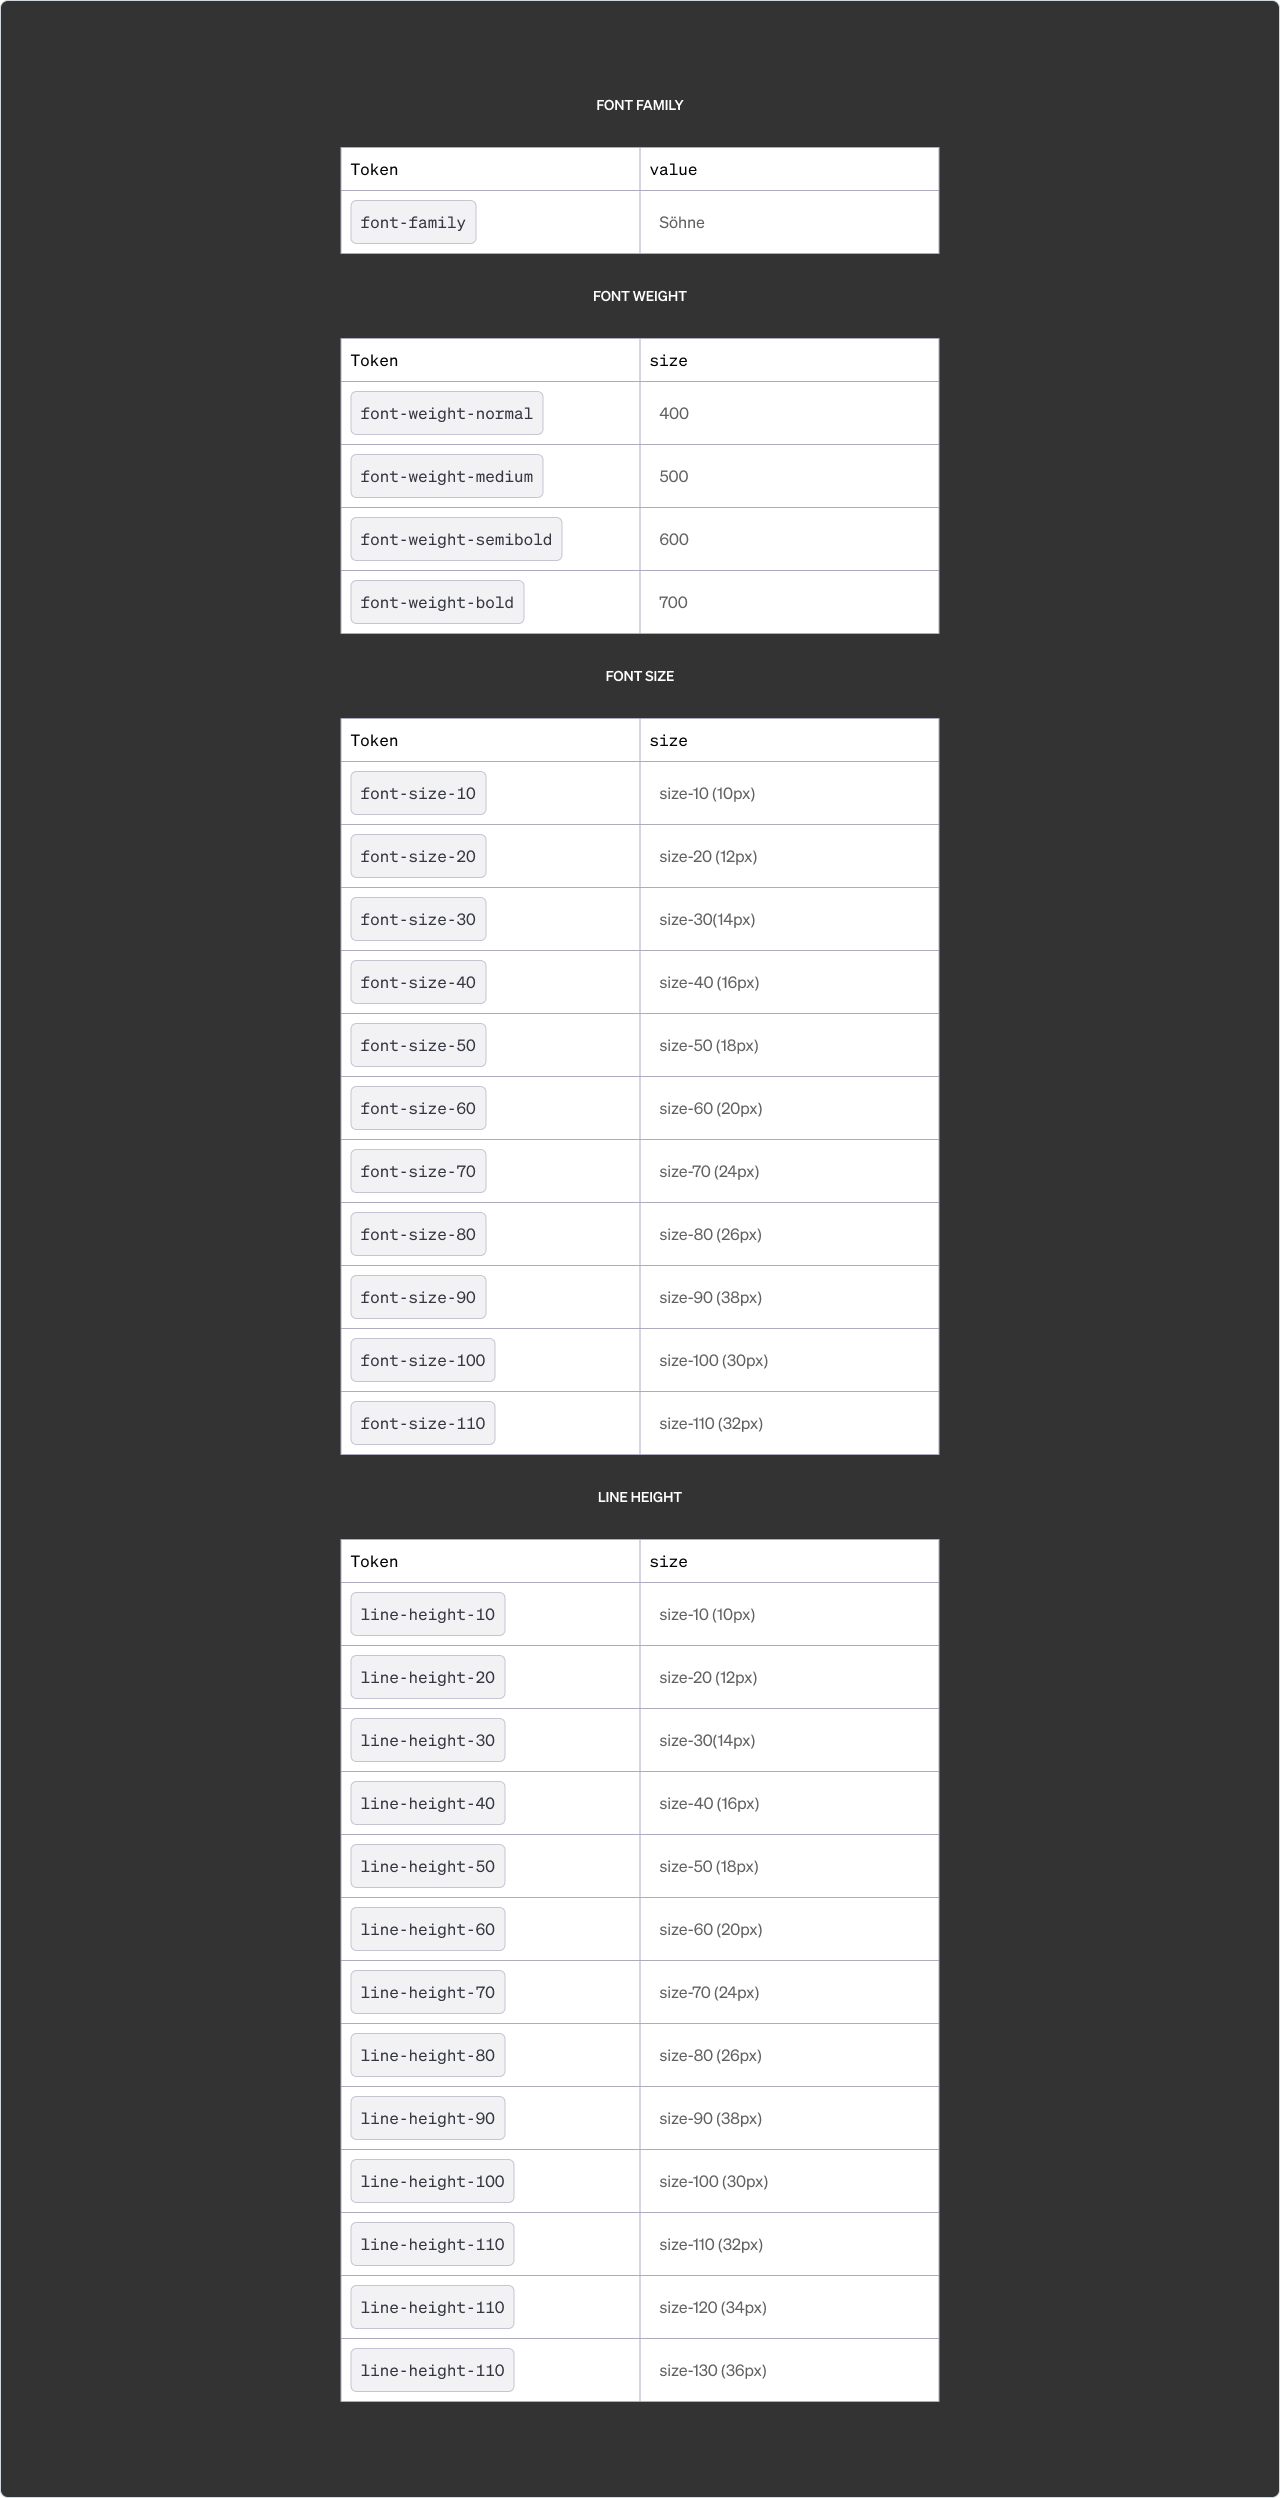 FONT FAMILY
Token value
font-family Söhne
FONT WEIGHT
Token size
font-weight-normal 400
font-weight-medium 500
font-weight-semibold 600
font-weight-bold 700
FONT SIZE
Token size
font-size-10 size-10 (10px)
font-size-20 size-20 (12px)
font-size-30 size-30(14px)
font-size-40 size-40 (16px)
font-size-50 size-50 (18px)
font-size-60 size-60 (20px)
font-size-70 size-70 (24px)
font-size-80 size-80 (26px)
font-size-90 size-90 (38px)
font-size-100 size-100 (30px)
font-size-110 size-110 (32px)
LINE HEIGHT
Token size
line-height-10 size-10 (10px)
line-height-20 size-20 (12px)
line-height-30 size-30(14px)
line-height-40 size-40 (16px)
line-height-50 size-50 (18px)
line-height-60 size-60 (20px)
line-height-70 size-70 (24px)
line-height-80 size-80 (26px)
line-height-90 size-90 (38px)
line-height-100 size-100 (30px)
line-height-110 size-110 (32px)
line-height-110 size-120 (34px)
line-height-110 size-130 (36px)